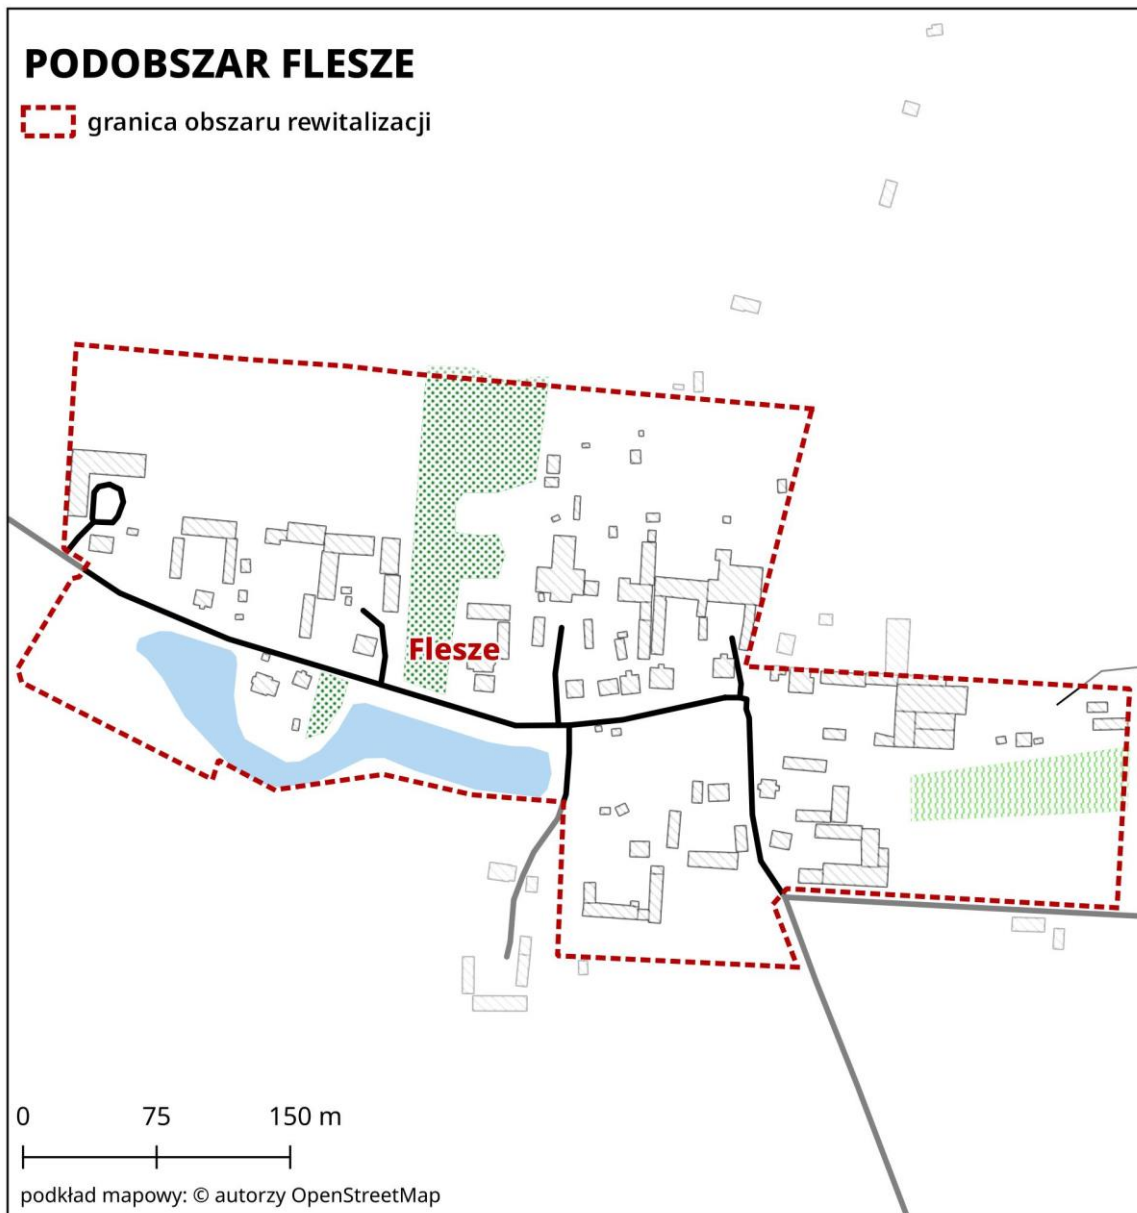 PODOBSZAR FLESZE
granica obszaru rewitalizacji
Flesze
0 75 150 m
podkład mapowy: © autorzy OpenStreetMap